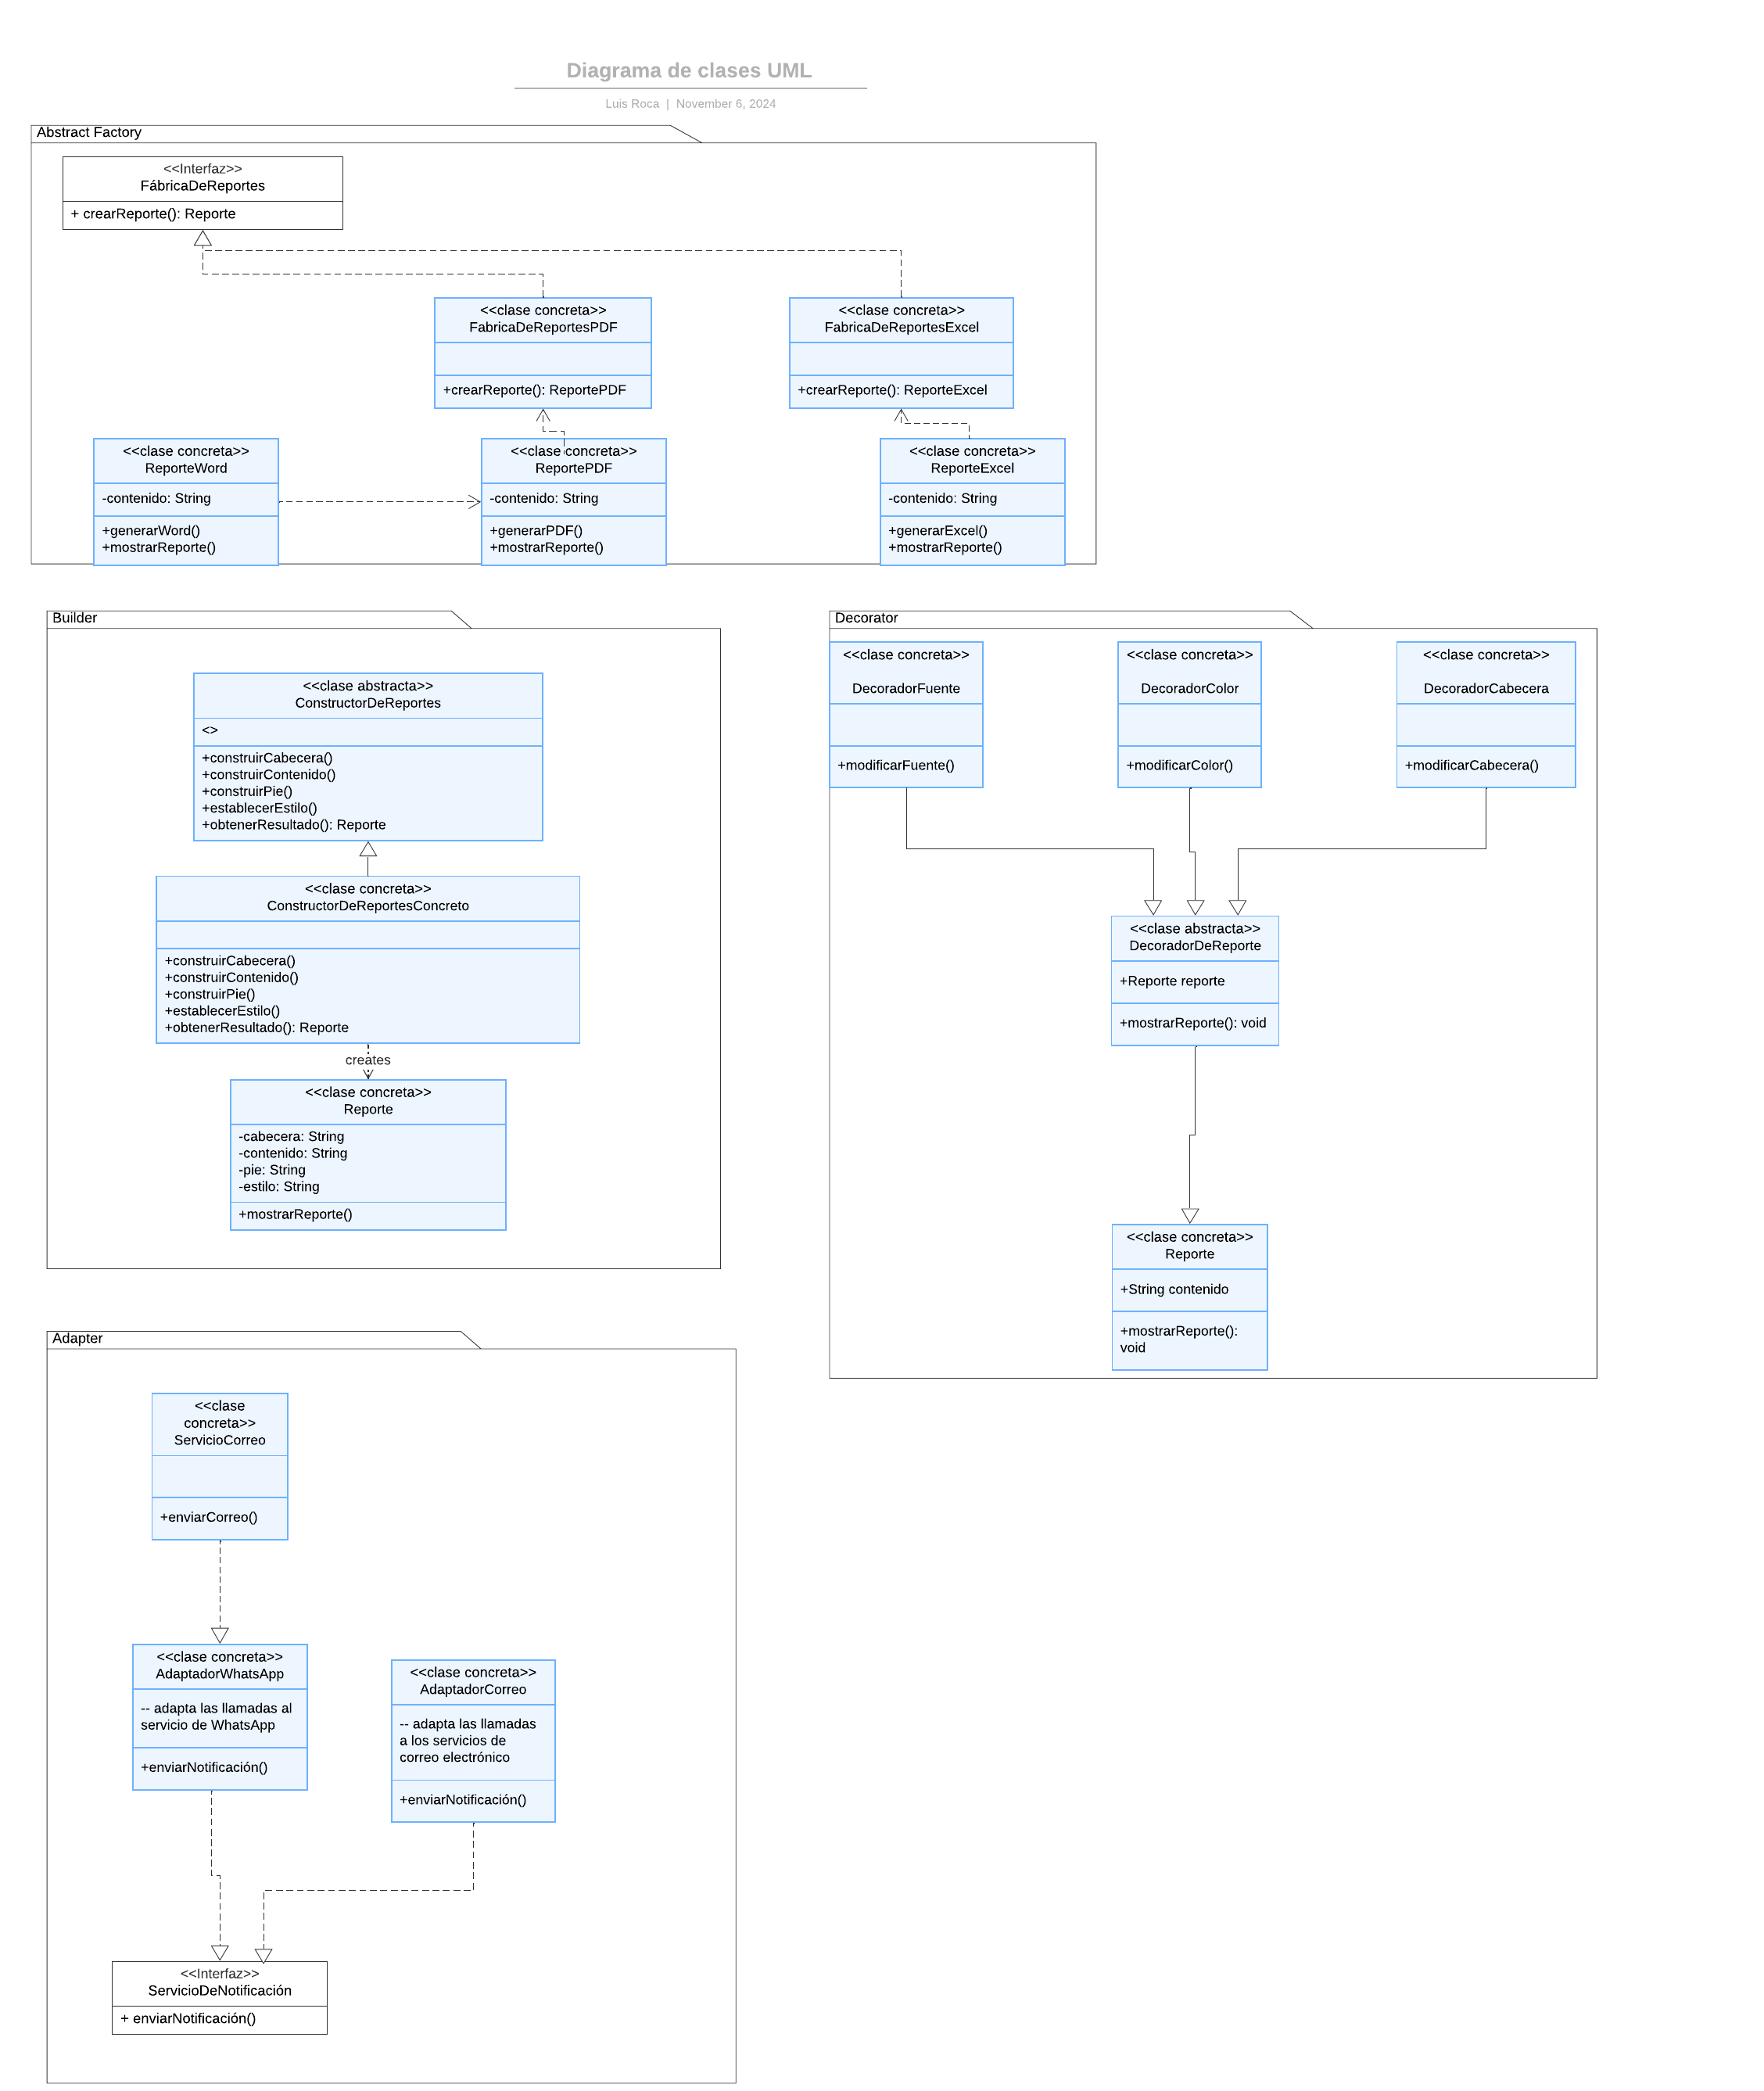 Diagrama de clases UML
Luis Roca | November 6, 2024
Abstract Factory
<<Interfaz>>
FábricaDeReportes
+ crearReporte(): Reporte
<<clase concreta>>
FabricaDeReportesPDF
+crearReporte(): ReportePDF
<<clase concreta>>
FabricaDeReportesExcel
+crearReporte(): ReporteExcel
<<clase concreta>>
ReporteWord
-contenido: String
+generarWord()
+mostrarReporte()
<<clase concreta>>
ReportePDF
-contenido: String
+generarPDF()
+mostrarReporte()
<<clase concreta>>
ReporteExcel
-contenido: String
+generarExcel()
+mostrarReporte()
Builder
<<clase abstracta>>
ConstructorDeReportes
<>
+construirCabecera()
+construirContenido()
+construirPie()
+establecerEstilo()
+obtenerResultado(): Reporte
<<clase concreta>>
ConstructorDeReportesConcreto
+construirCabecera()
+construirContenido()
+construirPie()
+establecerEstilo()
+obtenerResultado(): Reporte
creates
<<clase concreta>>
Reporte
-cabecera: String
-contenido: String
-pie: String
-estilo: String
+mostrarReporte()
Decorator
<<clase concreta>>
DecoradorFuente
+modificarFuente()
<<clase concreta>>
DecoradorColor
+modificarColor()
<<clase concreta>>
DecoradorCabecera
+modificarCabecera()
<<clase abstracta>>
DecoradorDeReporte
+Reporte reporte
+mostrarReporte(): void
<<clase concreta>>
Reporte
+String contenido
+mostrarReporte():
void
Adapter
<<clase
concreta>>
ServicioCorreo
+enviarCorreo()
<<clase concreta>>
AdaptadorWhatsApp
-- adapta las llamadas al
servicio de WhatsApp
+enviarNotificación()
<<clase concreta>>
AdaptadorCorreo
-- adapta las llamadas
a los servicios de
correo electrónico
+enviarNotificación()
<<Interfaz>>
ServicioDeNotificación
+ enviarNotificación()